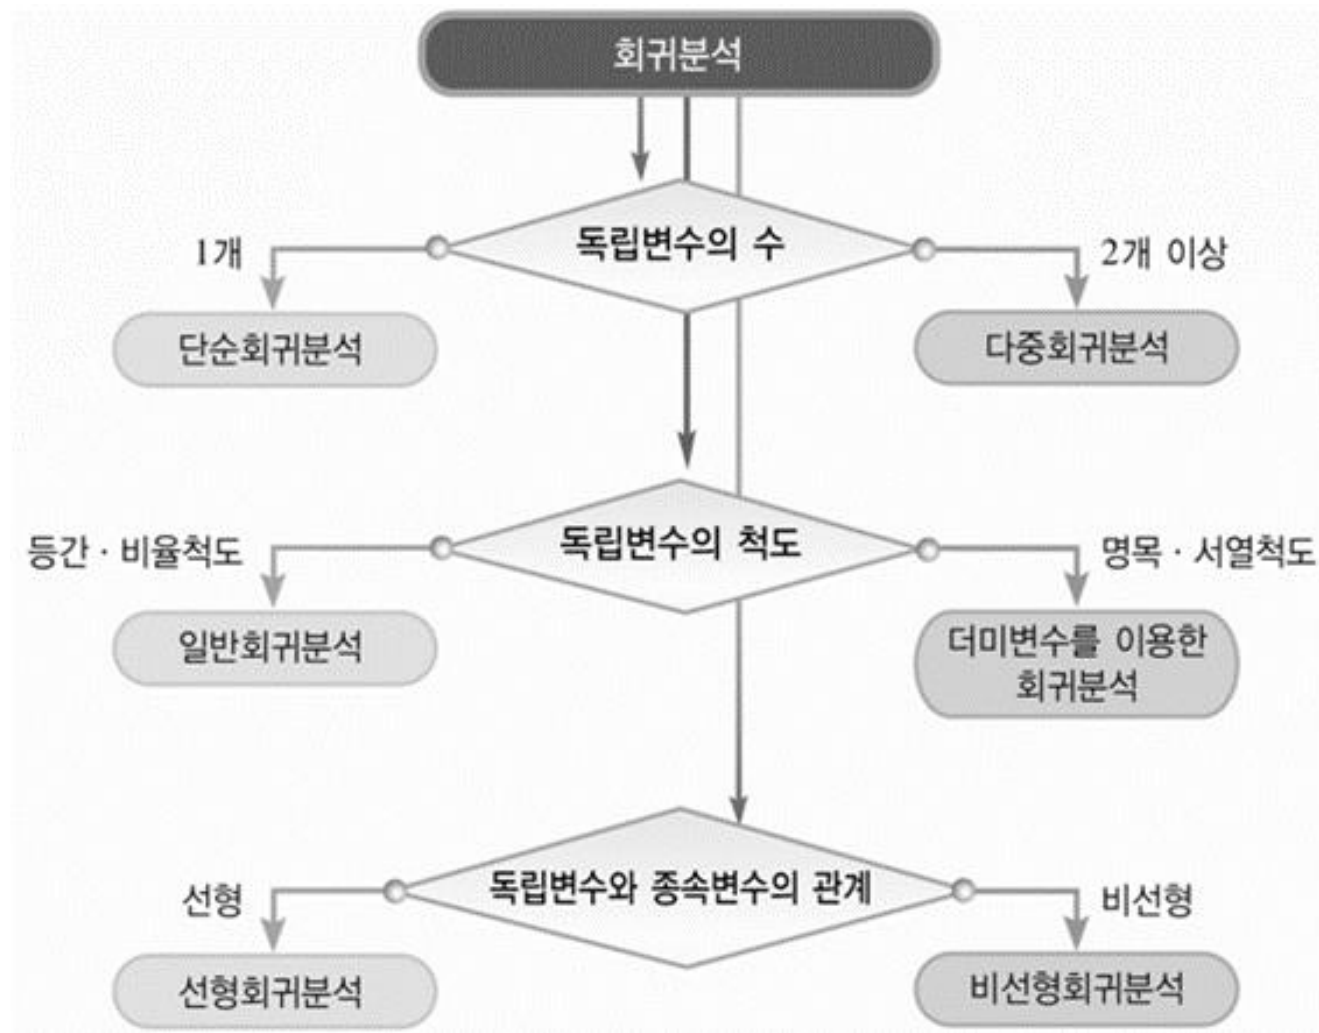 회귀분석
독립변수의 수
1개
2개 이상
단순회귀분석
다중회귀분석
독립변수의 척도
등간 · 비율척도
명목 · 서열척도
일반회귀분석
더미변수를 이용한
회귀분석
독립변수와 종속변수의 관계
선형
비선형
선형회귀분석
비선형회귀분석